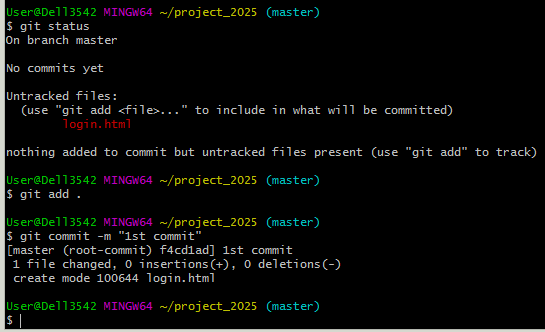 User@Dell3542 MINGW64 ~/project_2025 (master)
$ git status
On branch master
No commits yet
Untracked files:
  (use "git add <file>..." to include in what will be committed)
        login.html
nothing added to commit but untracked files present (use "git add" to track)
User@Dell3542 MINGW64 ~/project_2025 (master)
$ git add .
User@Dell3542 MINGW64 ~/project_2025 (master)
$ git commit -m "1st commit"
[master (root-commit) f4cd1ad] 1st commit
 1 file changed, 0 insertions(+), 0 deletions(-)
 create mode 100644 login.html
User@Dell3542 MINGW64 ~/project_2025 (master)
$